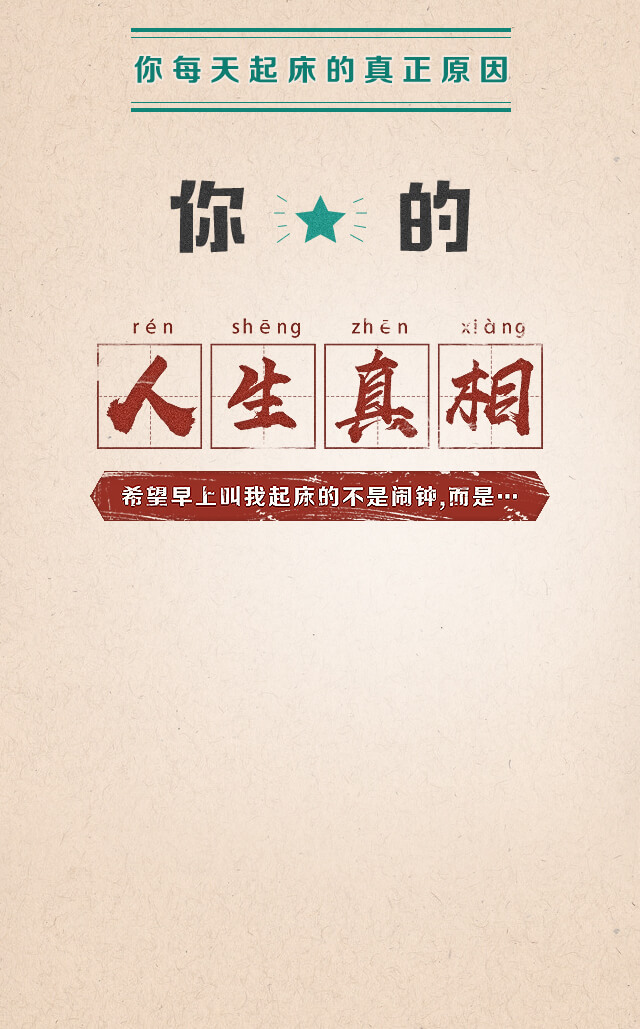 你每天起床的真正原因
你 的
rén shēng zhēn xiàng
人生真相
希望早上叫我起床的不是闹钟,而是…